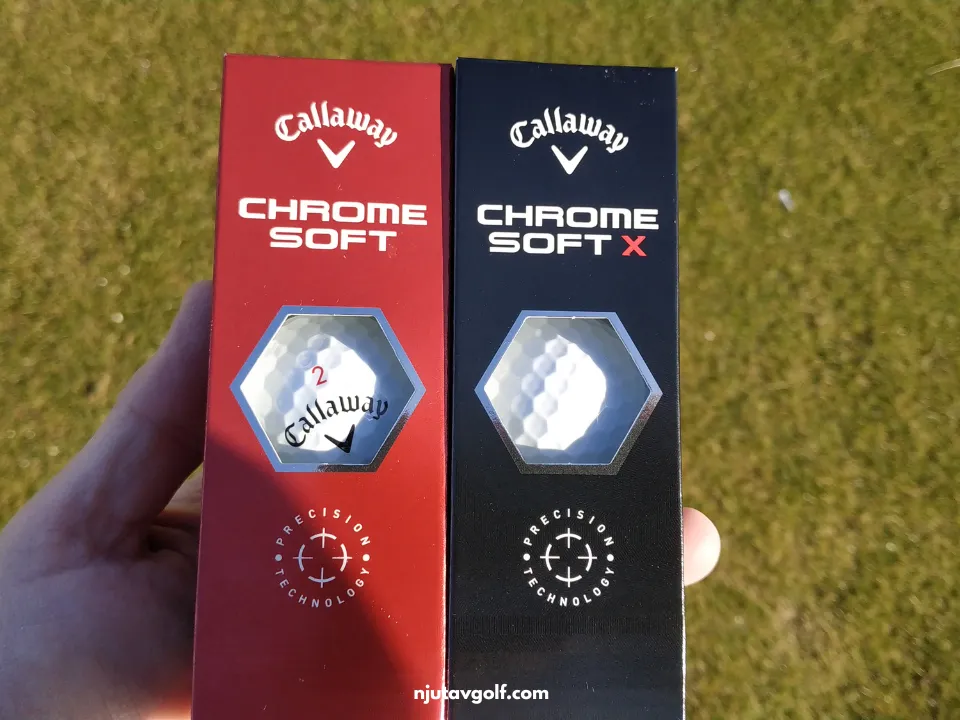 Callaway
CHROME
SOFT
2
Callaway
PRECISION
TECHNOLOGY
Callaway
CHROME
SOFT X
PRECISION
TECHNOLOGY
njutavgolf.com